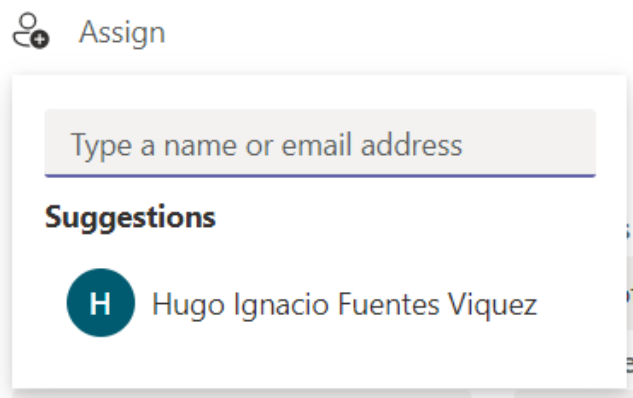 Assign
Type a name or email address
Suggestions
H
Hugo Ignacio Fuentes Viquez